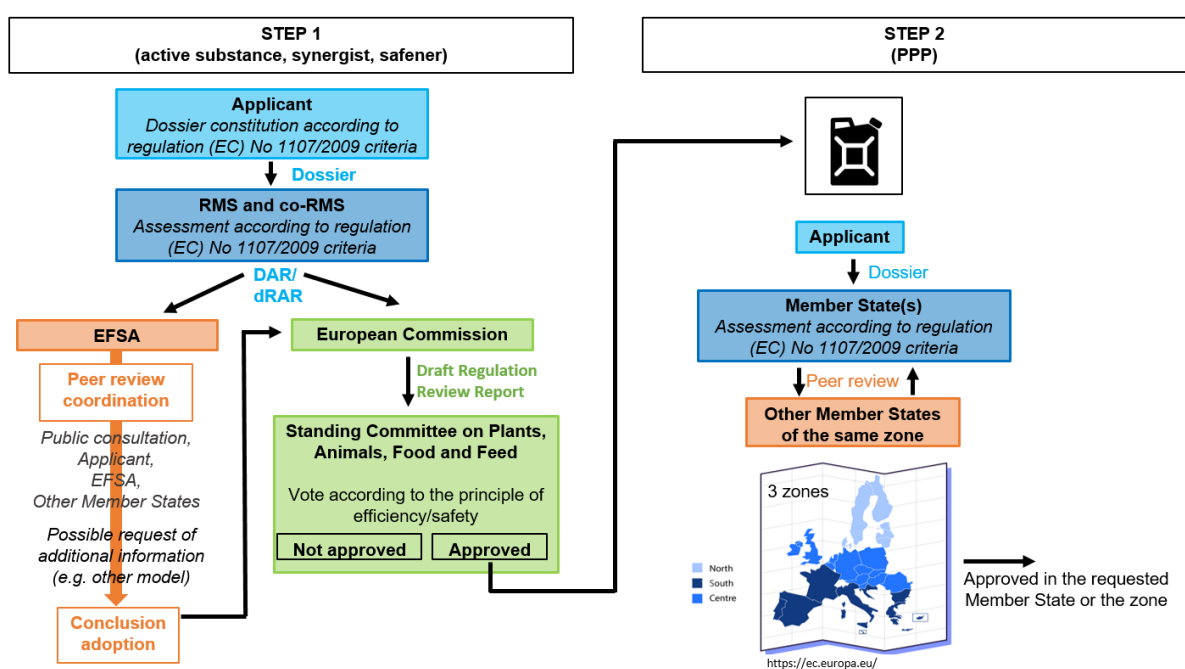 STEP 1
(active substance, synergist, safener)
Applicant
Dossier constitution according to
regulation (EC) No 1107/2009 criteria
Dossier
RMS and co-RMS
Assessment according to regulation
(EC) No 1107/2009 criteria
DAR/
dRAR
EFSA
Peer review
coordination
Public consultation,
Applicant,
EFSA,
Other Member States
Possible request of
additional information
(e.g. other model)
Conclusion
adoption
European Commission
Draft Regulation
Review Report
Standing Committee on Plants,
Animals, Food and Feed
Vote according to the principle of
efficiency/safety
Not approved
Approved
STEP 2
(PPP)
Applicant
Dossier
Member State(s)
Assessment according to regulation
(EC) No 1107/2009 criteria
Peer review
Other Member States
of the same zone
3 zones
North
South
Centre
Approved in the requested
Member State or the zone
https://ec.europa.eu/